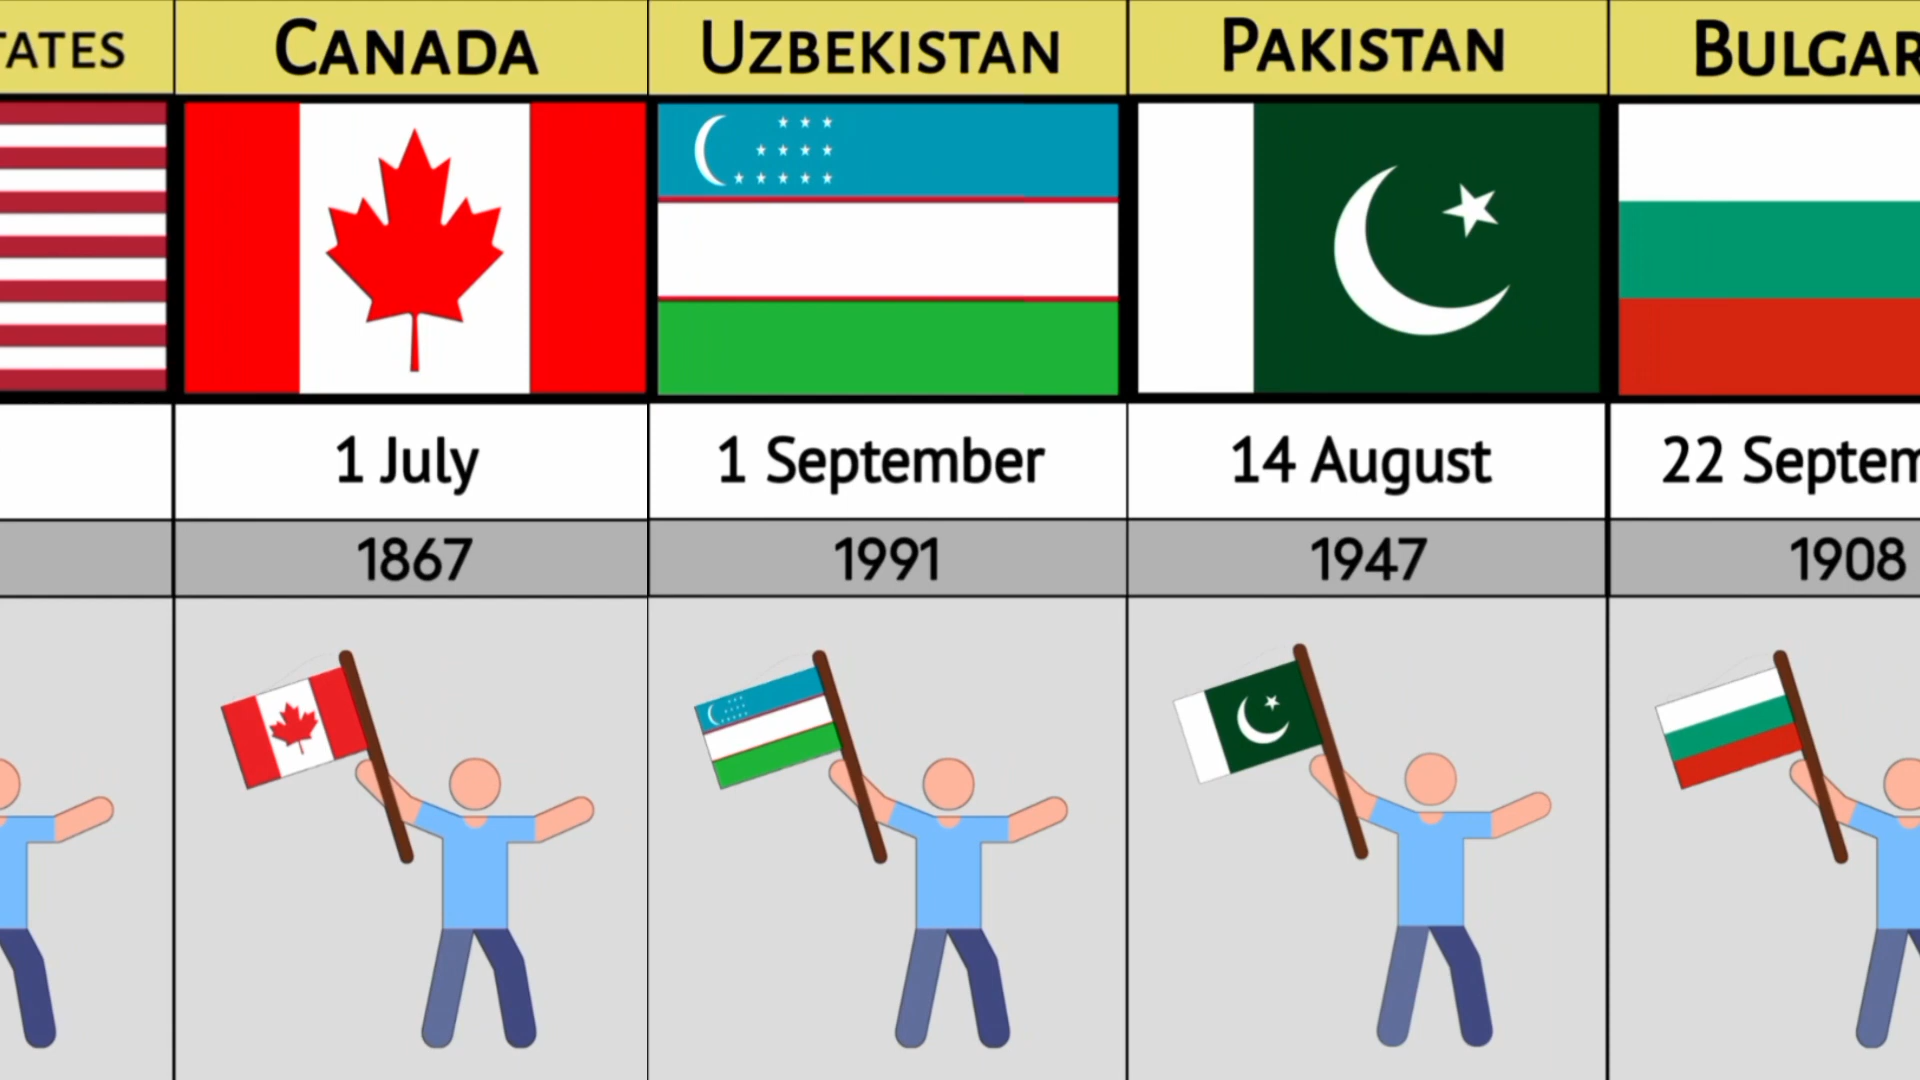 TATES
CANADA
UZBEKISTAN
PAKISTAN
BULGAR
1 July
1 September
14 August
22 Septem
1867
1991
1947
1908